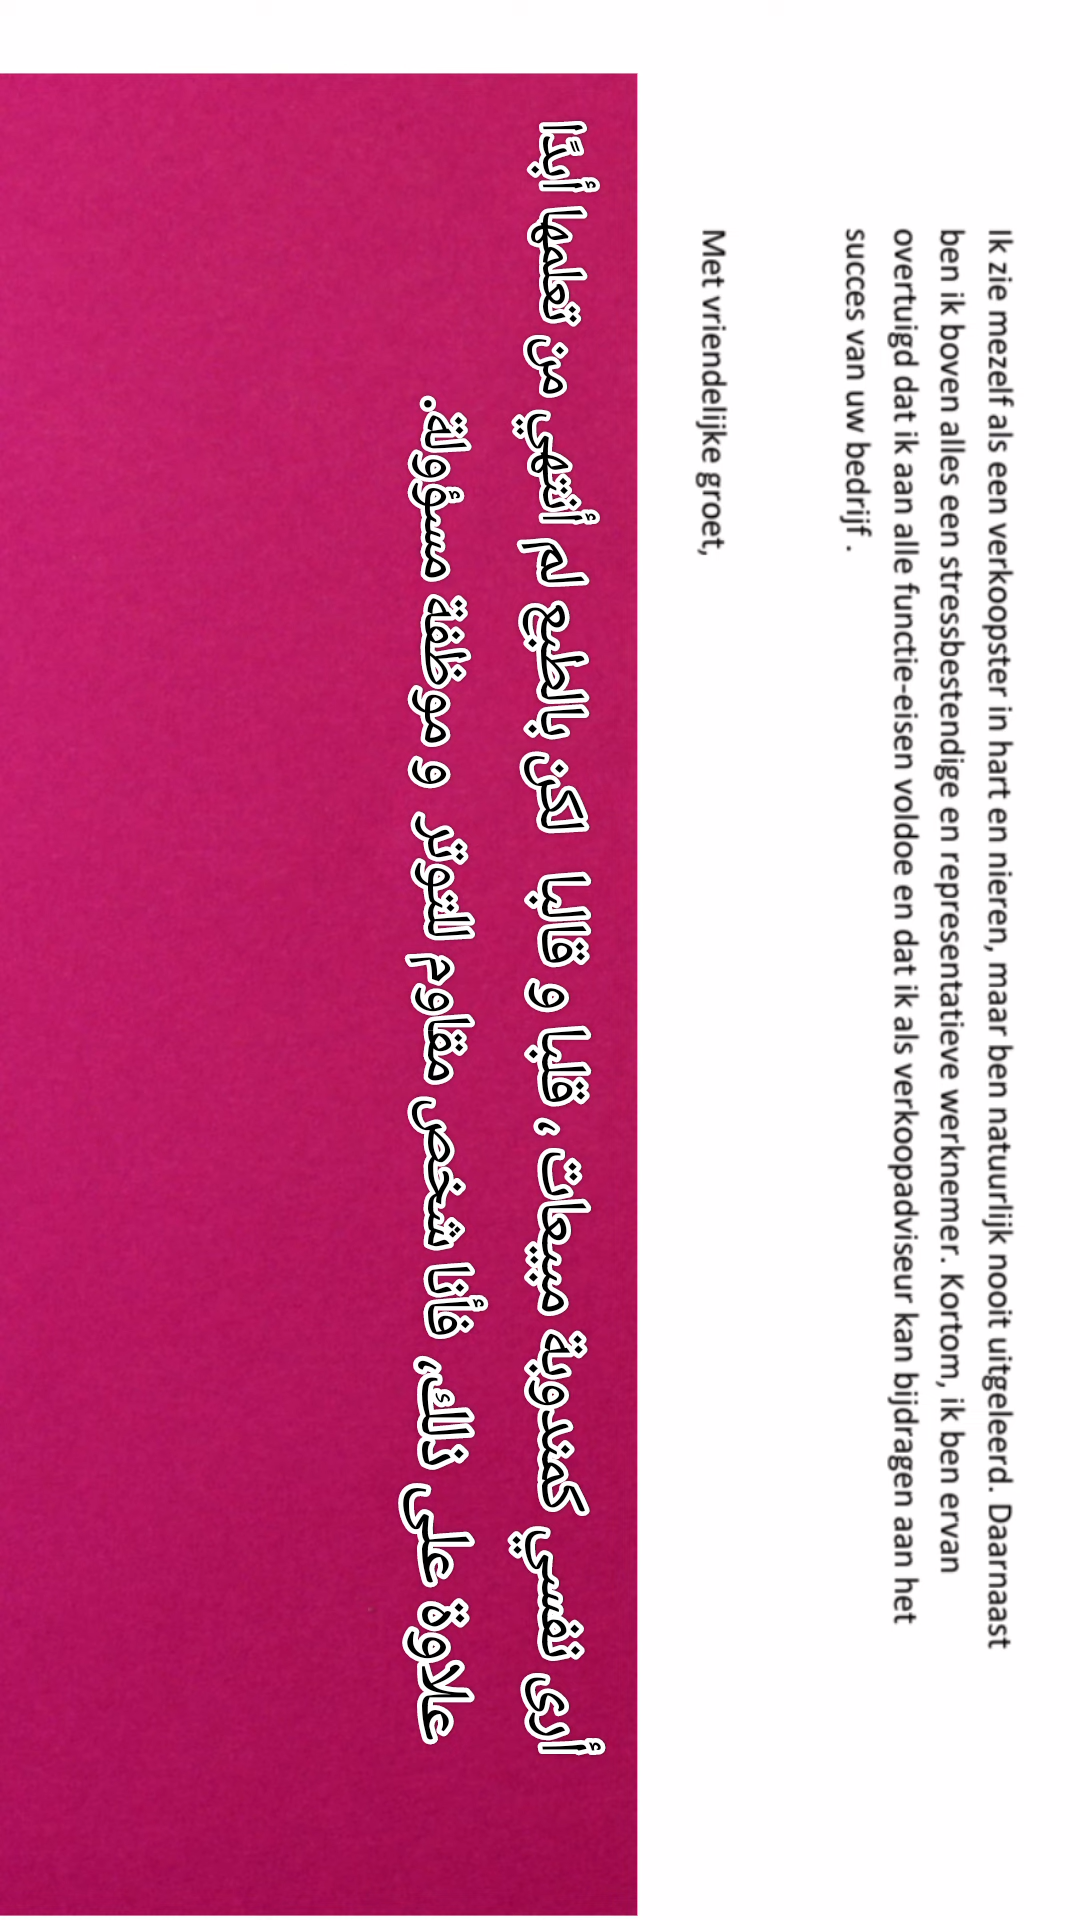 Ik zie mezelf als een verkoopster in hart en nieren, maar ben natuurlijk nooit uitgeleerd. Daarnaast
ben ik boven alles een stressbestendige en representatieve werknemer. Kortom, ik ben ervan
overtuigd dat ik aan alle functie-eisen voldoe en dat ik als verkoopadviseur kan bijdragen aan het
succes van uw bedrijf .
Met vriendelijke groet,
أرى نفسي كمندوبة مبيعات ، قلبا و قالبا لكن بالطبع لم أنتهي من تعلمها أبدًا
علاوة على ذلك، فأنا شخص مقاوم للتوتر و موظفة مسؤولة.